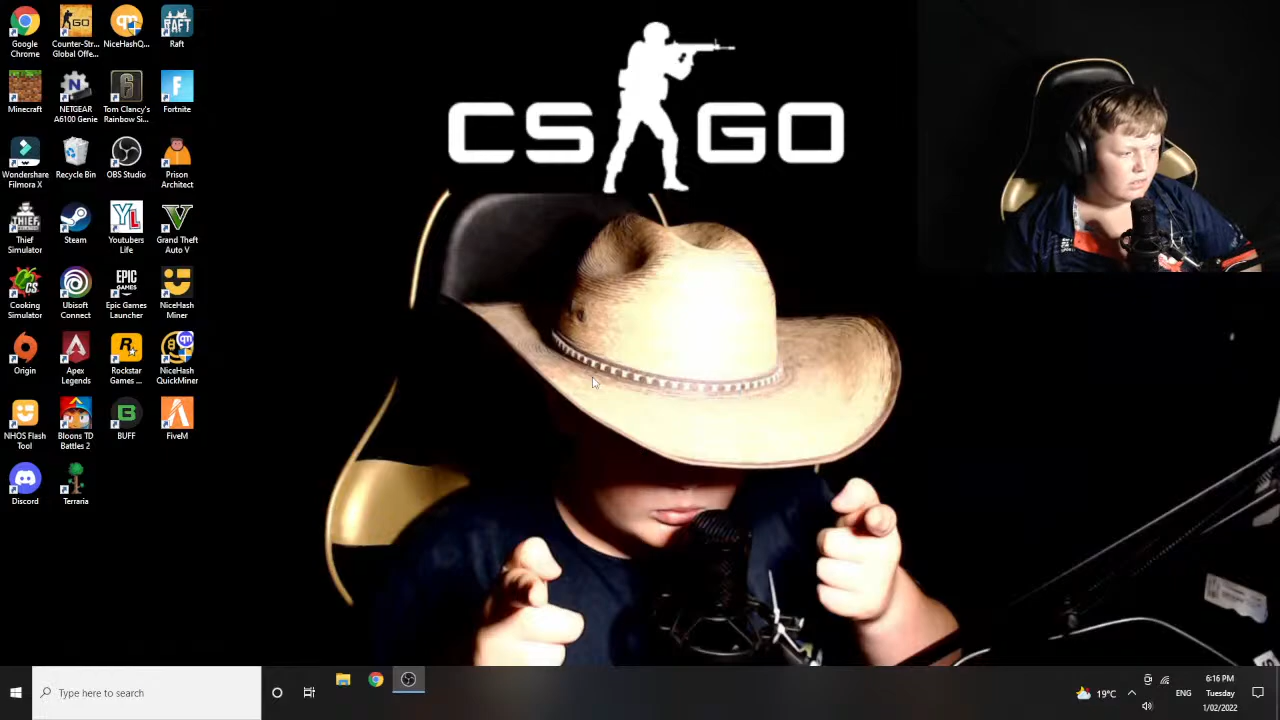 CS GO
Google
Chrome
Counter-Str...
Global Offe...
NiceHashQ...
Raft
Minecraft
NETGEAR
A6100 Genie
Tom Clancy's
Rainbow Si...
Fortnite
Wondershare
Filmora X
Recycle Bin
OBS Studio
Prison
Architect
Thief
Simulator
Steam
Youtubers
Life
Grand Theft
Auto V
Cooking
Simulator
Ubisoft
Connect
Epic Games
Launcher
NiceHash
Miner
Origin
Apex
Legends
Rockstar
Games ...
NiceHash
QuickMiner
NHOS Flash
Tool
Bloons TD
Battles 2
BUFF
FiveM
Discord
Terraria
Type here to search
19°C
ENG
6:16 PM
Tuesday
1/02/2022